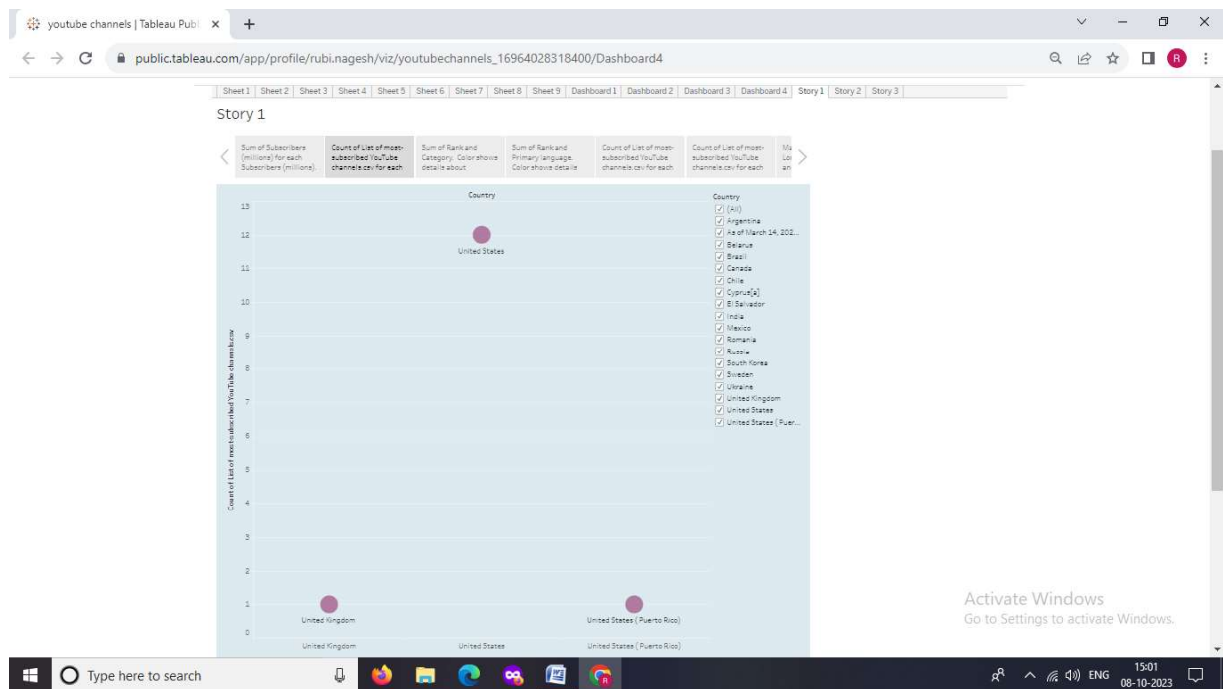 youtube channels | Tableau Publ
public.tableau.com/app/profile/rubi.nagesh/viz/youtubechannels_16964028318400/Dashboard4
R
Sheet 1 Sheet 2 Sheet 3 Sheet 4 Sheet 5 Sheet 6 Sheet 7 Sheet 8 Sheet 9 Dashboard 1 Dashboard 2 Dashboard 3 Dashboard 4 Story 1 Story 2 Story 3
Story 1
Sum of Subscribers
(millions) for each
Subscribers (millions).
Count of List of most-
subscribed YouTube
channels.csv for each
Sum of Rank and
Category. Color shows
details about
Sum of Rank and
Primary language.
Color shows details
Count of List of most-
subscribed YouTube
channels.csv for each
Count of List of most-
subscribed YouTube
channels.csv for each
Ma
Lo
an
Country
Count of List of most-subscribed YouTube channels.csv
13
12
11
10
9
8
7
6
5
4
3
2
1
0
United States
United Kingdom
United States ( Puerto Rico)
United Kingdom United States United States ( Puerto Rico)
Country
(All)
Argentina
As of March 14, 202...
Belarus
Brazil
Canada
Chile
Cyprus[a]
El Salvador
India
Mexico
Romania
Russia
South Korea
Sweden
Ukraine
United Kingdom
United States
United States ( Puer...
Activate Windows
Go to Settings to activate Windows.
Type here to search
ENG
15:01
08-10-2023